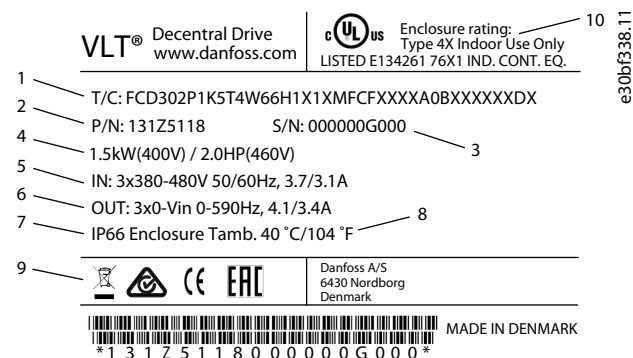 VLT® Decentral Drive
www.danfoss.com
c UL us
Enclosure rating:
Type 4X Indoor Use Only
LISTED E134261 76X1 IND. CONT. EQ.
10
e30bf338.11
1
T/C: FCD302P1K5T4W66H1X1XMFCFXXXXA0BXXXXXXDX
2
P/N: 131Z5118 S/N: 000000G000
3
4
1.5kW(400V) / 2.0HP(460V)
5
IN: 3x380-480V 50/60Hz, 3.7/3.1A
6
OUT: 3x0-Vin 0-590Hz, 4.1/3.4A
7
IP66 Enclosure Tamb. 40 ˚C/104 ˚F
8
9
CE EAC
Danfoss A/S
6430 Nordborg
Denmark
*131Z5118000000G000*
MADE IN DENMARK